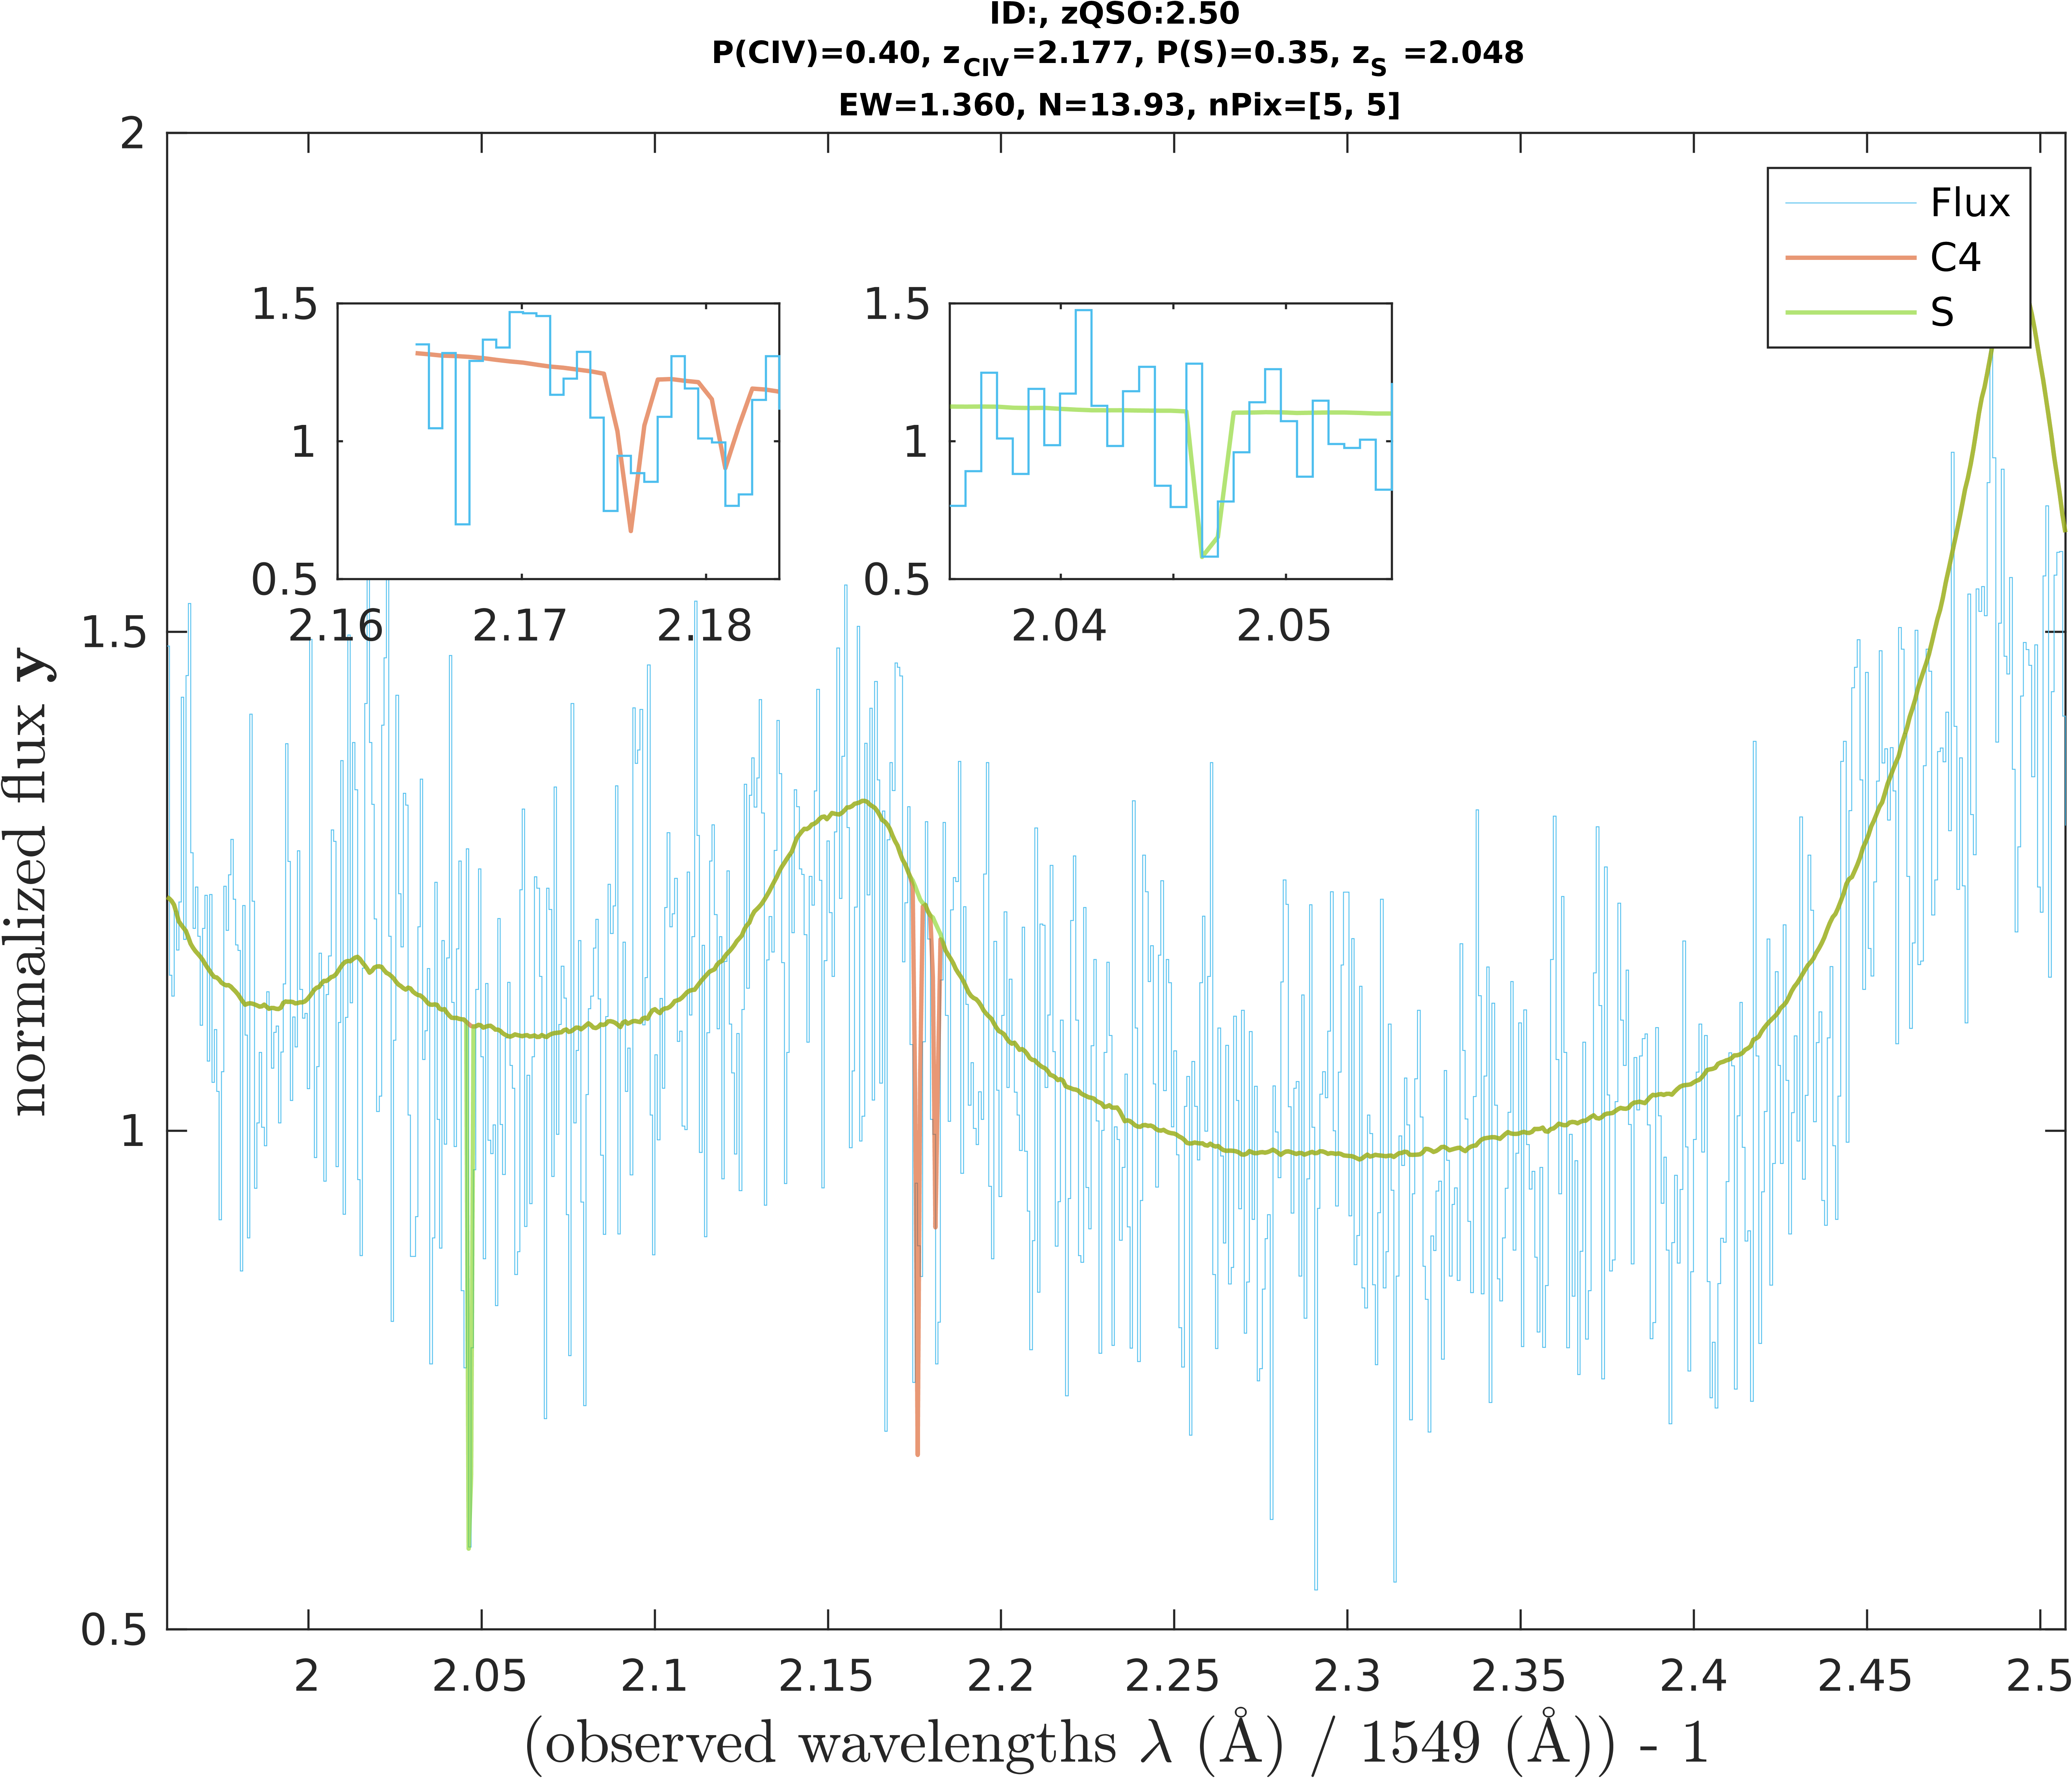 ID:, zQSO:2.50
P(CIV)=0.40, z CIV=2.177, P(S)=0.35, z S =2.048
EW=1.360, N=13.93, nPix=[5, 5]
2
1.5
1
0.5
normalized flux y
Flux
C4
S
1.5
1
0.5
2.16 2.17 2.18
1.5
1
0.5
2.04 2.05
2 2.05 2.1 2.15 2.2 2.25 2.3 2.35 2.4 2.45 2.5
(observed wavelengths λ (Å) / 1549 (Å)) - 1